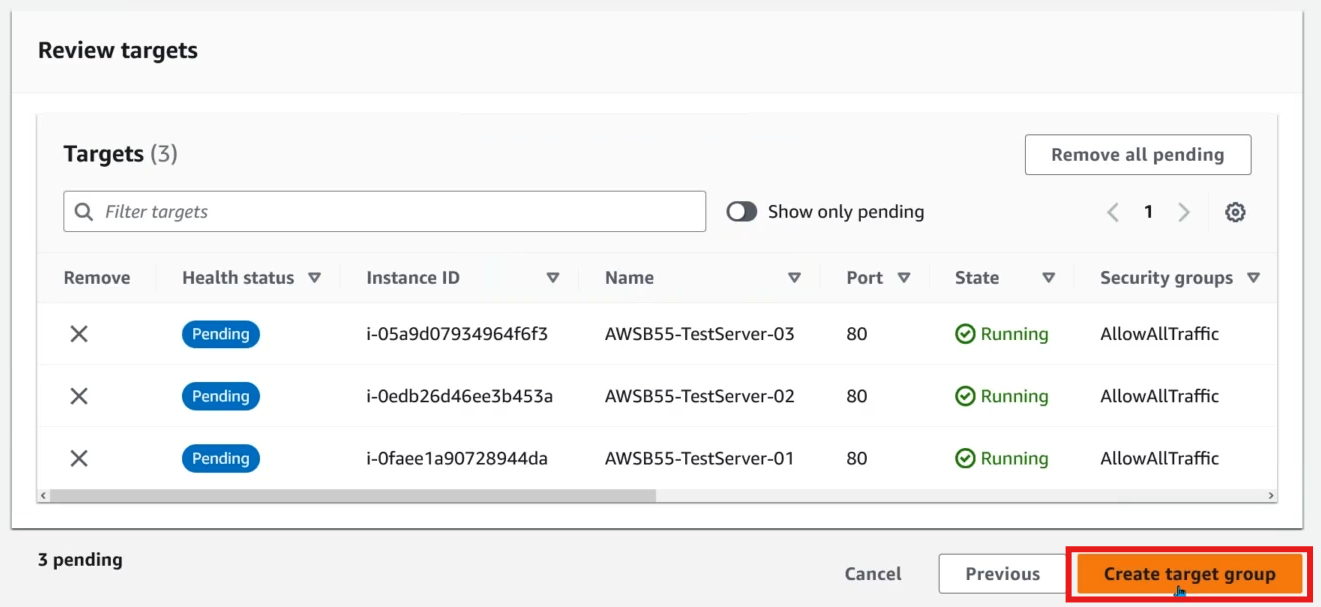 Review targets
Targets (3)
Remove all pending
Filter targets
Show only pending
1
Remove Health status Instance ID Name Port State Security groups
Pending i-05a9d07934964f6f3 AWSB55-TestServer-03 80 Running AllowAllTraffic
Pending i-0edb26d46ee3b453a AWSB55-TestServer-02 80 Running AllowAllTraffic
Pending i-0faee1a90728944da AWSB55-TestServer-01 80 Running AllowAllTraffic
3 pending
Cancel Previous Create target group